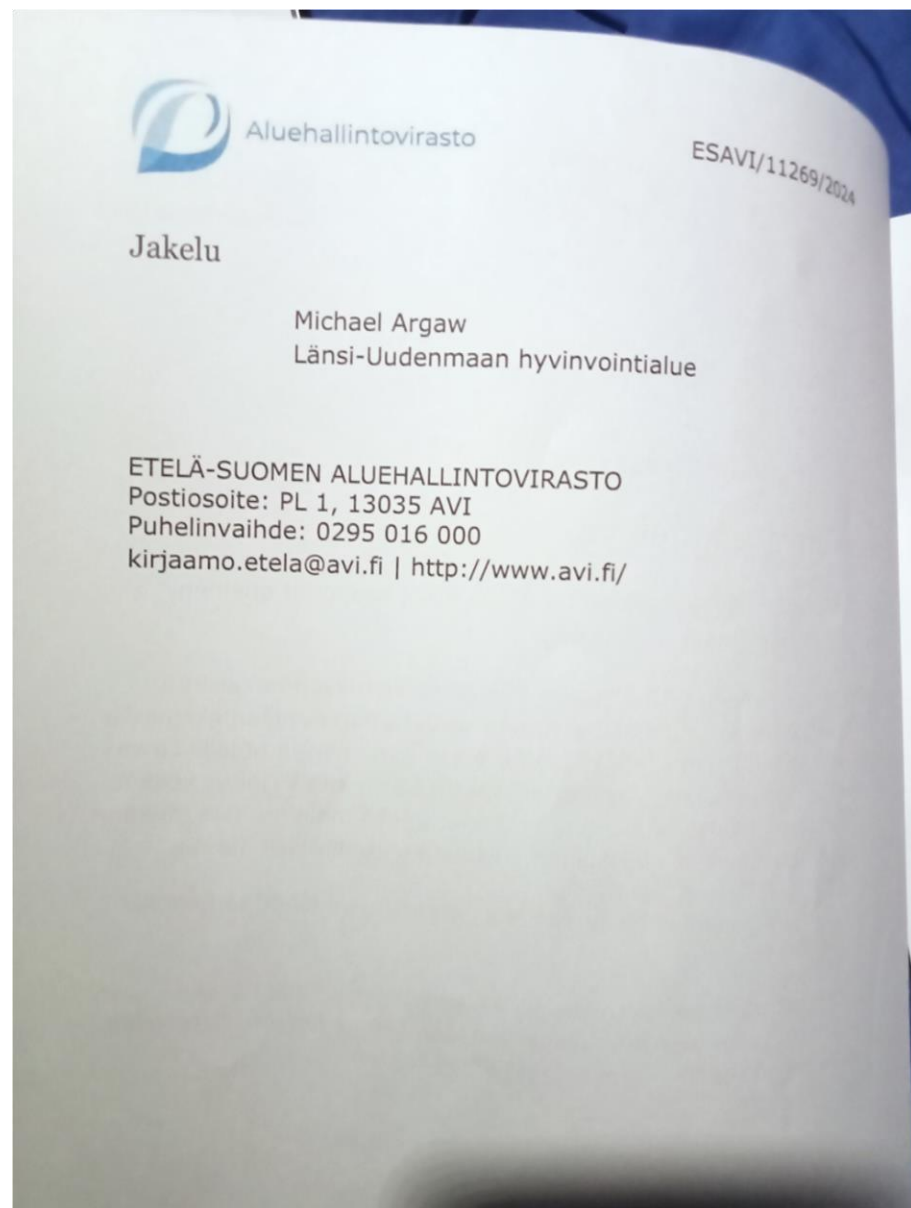 Aluehallintovirasto
ESAVI/11269/2024
Jakelu
Michael Argaw
Länsi-Uudenmaan hyvinvointialue
ETELÄ-SUOMEN ALUEHALLINTOVIRASTO
Postiosoite: PL 1, 13035 AVI
Puhelinvaihde: 0295 016 000
kirjaamo.etela@avi.fi | http://www.avi.fi/